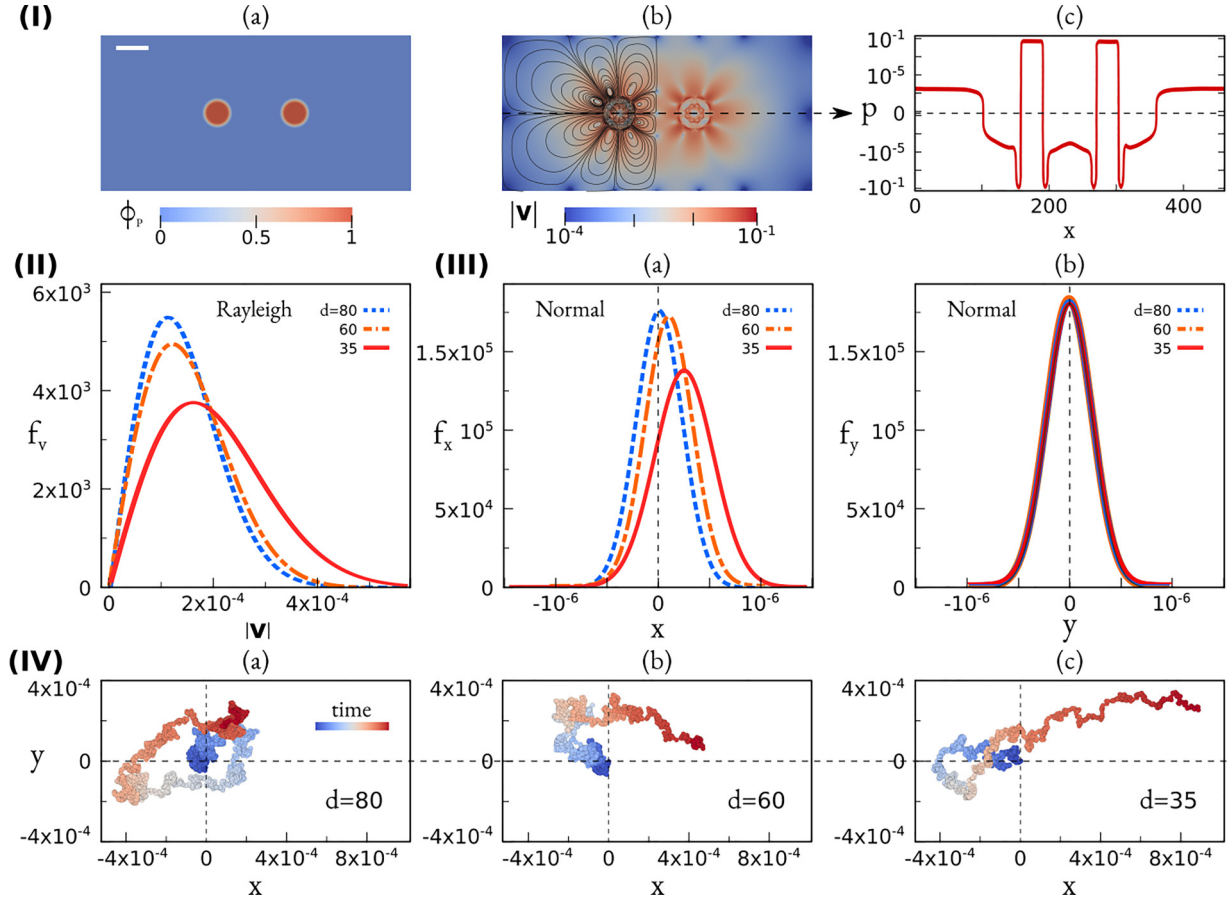 (I) (a) (b) (c)
10⁻¹
10⁻⁵
p 0
-10⁻⁵
-10⁻¹
0 200 400
x
ϕ_P 0 0.5 1
|v| 10⁻⁴ 10⁻¹
(II) (III) (a) (b)
6x10³
4x10³
f_v
2x10³
0
Rayleigh
d=80
60
35
0 2x10⁻⁴ 4x10⁻⁴
|v|
1.5x10⁵
f_x 10⁵
5x10⁴
0
Normal
d=80
60
35
-10⁻⁶ 0 10⁻⁶
x
1.5x10⁵
f_y 10⁵
5x10⁴
0
Normal
d=80
60
35
-10⁻⁶ 0 10⁻⁶
y
(IV) (a) (b) (c)
4x10⁻⁴
y 0
-4x10⁻⁴
time
d=80
-4x10⁻⁴ 0 4x10⁻⁴ 8x10⁻⁴
x
4x10⁻⁴
0
-4x10⁻⁴
d=60
-4x10⁻⁴ 0 4x10⁻⁴ 8x10⁻⁴
x
4x10⁻⁴
0
-4x10⁻⁴
d=35
-4x10⁻⁴ 0 4x10⁻⁴ 8x10⁻⁴
x